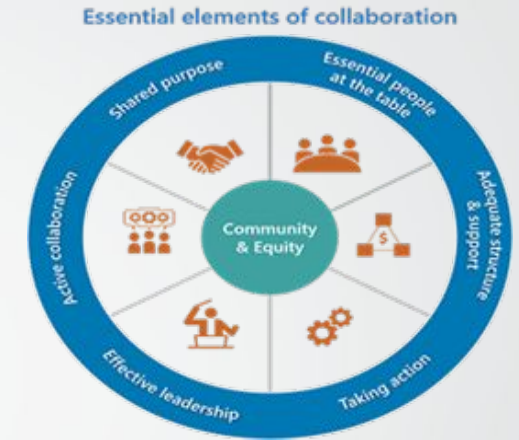 Essential elements of collaboration
Shared purpose
Essential people
at the table
Adequate structure
& support
Taking action
Effective leadership
Active collaboration
$
Community
& Equity